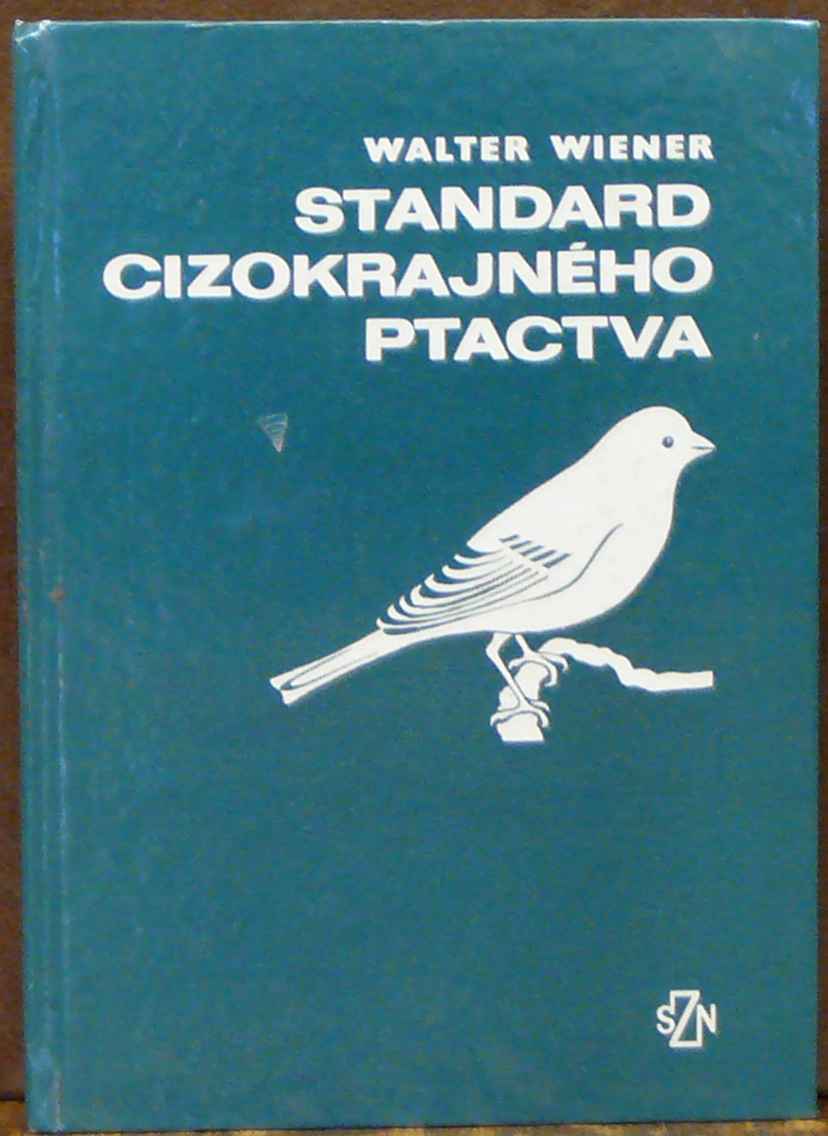 WALTER WIENER
STANDARD
CIZOKRAJNÉHO
PTACTVA
SZN